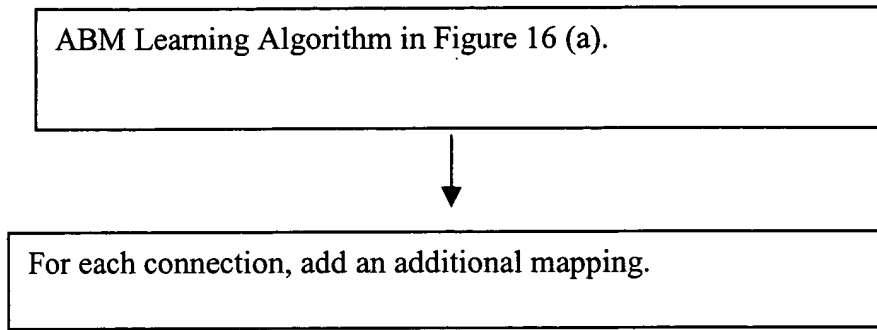 ABM Learning Algorithm in Figure 16 (a).
For each connection, add an additional mapping.